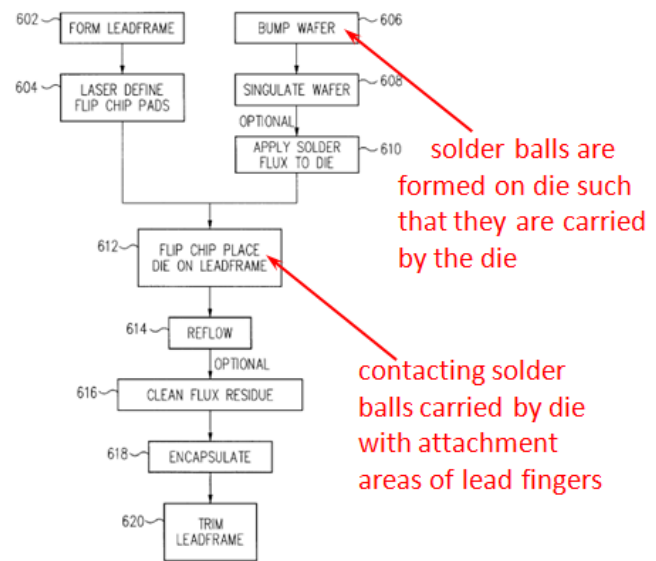 602
FORM LEADFRAME
BUMP WAFER
606
604
LASER DEFINE
FLIP CHIP PADS
SINGULATE WAFER
608
OPTIONAL
APPLY SOLDER
FLUX TO DIE
610
solder balls are
formed on die such
that they are carried
by the die
612
FLIP CHIP PLACE
DIE ON LEADFRAME
614
REFLOW
OPTIONAL
contacting solder
balls carried by die
with attachment
areas of lead fingers
616
CLEAN FLUX RESIDUE
618
ENCAPSULATE
620
TRIM
LEADFRAME